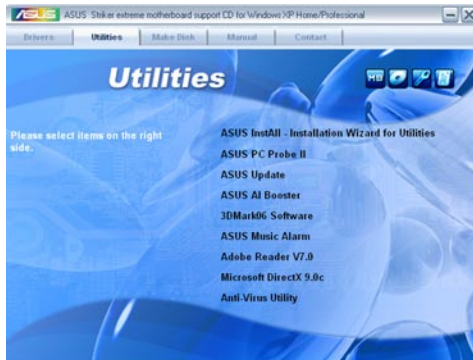 ASUS ASUS Striker extreme motherboard support CD for Windows XP Home/Professional
Drivers Utilities Make Disk Manual Contact
Utilities
Please select items on the right
side.
ASUS InstAll - Installation Wizard for Utilities
ASUS PC Probe II
ASUS Update
ASUS AI Booster
3DMark06 Software
ASUS Music Alarm
Adobe Reader V7.0
Microsoft DirectX 9.0c
Anti-Virus Utility